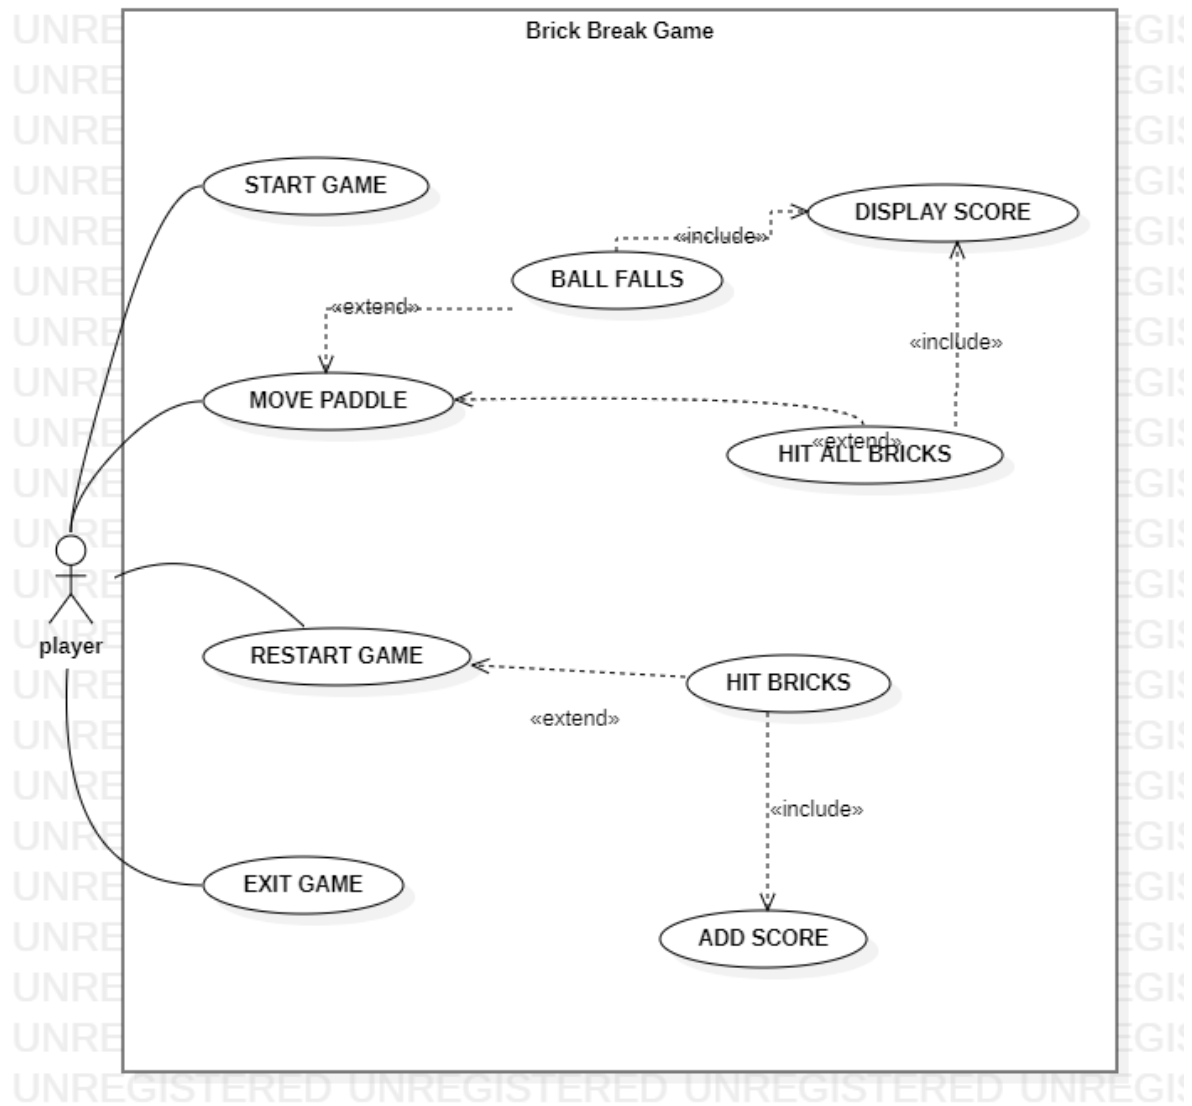 Brick Break Game
START GAME
DISPLAY SCORE
«include»
BALL FALLS
«extend»
«include»
MOVE PADDLE
«extend»
HIT ALL BRICKS
player
RESTART GAME
HIT BRICKS
«extend»
«include»
EXIT GAME
ADD SCORE
UNREGISTERED UNREGISTERED UNREGISTERED UNREGIS